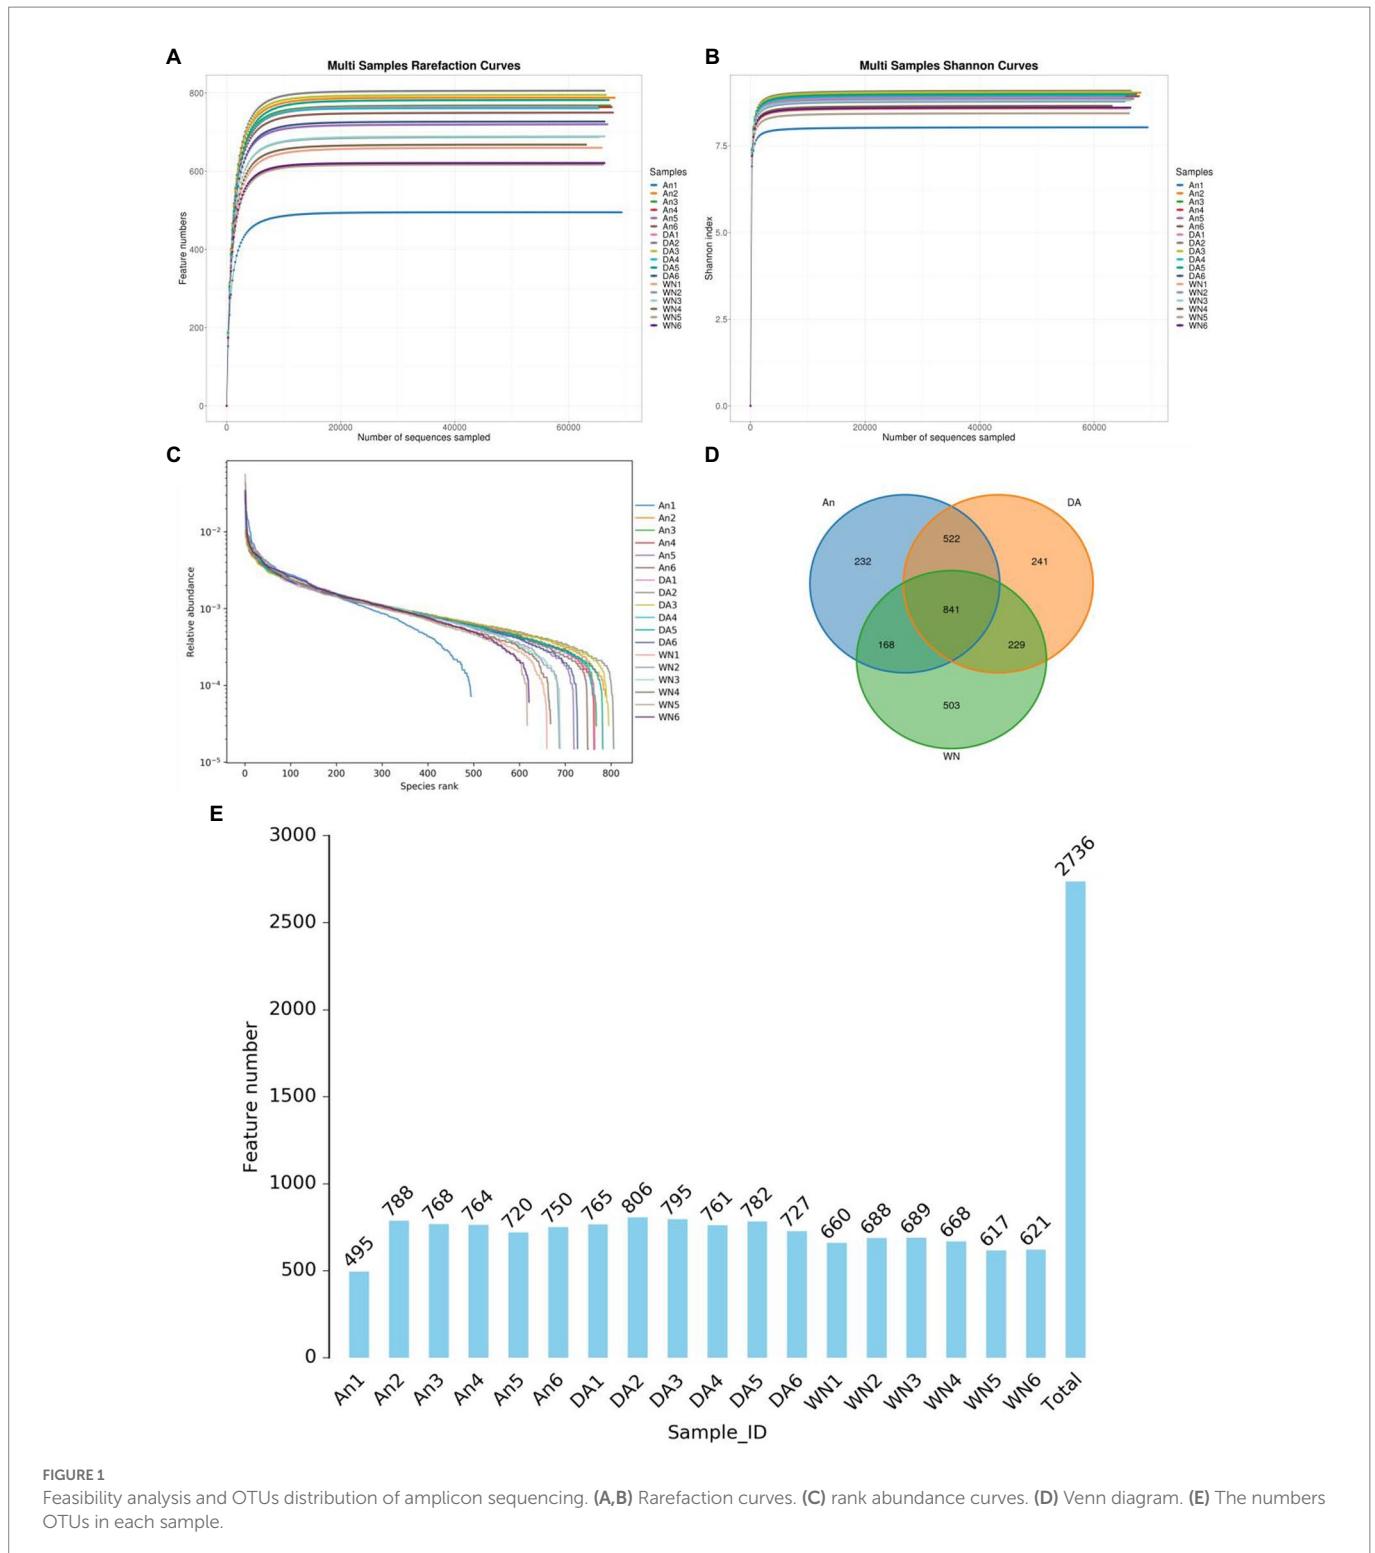 A
Multi Samples Rarefaction Curves
Feature numbers
800
600
400
200
0
0 20000 40000 60000
Number of sequences sampled
Samples
An1
An2
An3
An4
An5
An6
DA1
DA2
DA3
DA4
DA5
DA6
WN1
WN2
WN3
WN4
WN5
WN6
B
Multi Samples Shannon Curves
Shannon index
7.5
5.0
2.5
0.0
0 20000 40000 60000
Number of sequences sampled
Samples
An1
An2
An3
An4
An5
An6
DA1
DA2
DA3
DA4
DA5
DA6
WN1
WN2
WN3
WN4
WN5
WN6
C
Relative abundance
10⁻²
10⁻³
10⁻⁴
10⁻⁵
0 100 200 300 400 500 600 700 800
Species rank
An1
An2
An3
An4
An5
An6
DA1
DA2
DA3
DA4
DA5
DA6
WN1
WN2
WN3
WN4
WN5
WN6
D
An DA
522
232 241
841
168 229
503
WN
E
Feature number
3000
2500
2000
1500
1000
500
0
495 788 768 764 720 750 765 806 795 761 782 727 660 688 689 668 617 621 2736
An1 An2 An3 An4 An5 An6 DA1 DA2 DA3 DA4 DA5 DA6 WN1 WN2 WN3 WN4 WN5 WN6 Total
Sample_ID
FIGURE 1
Feasibility analysis and OTUs distribution of amplicon sequencing. (A,B) Rarefaction curves. (C) rank abundance curves. (D) Venn diagram. (E) The numbers
OTUs in each sample.